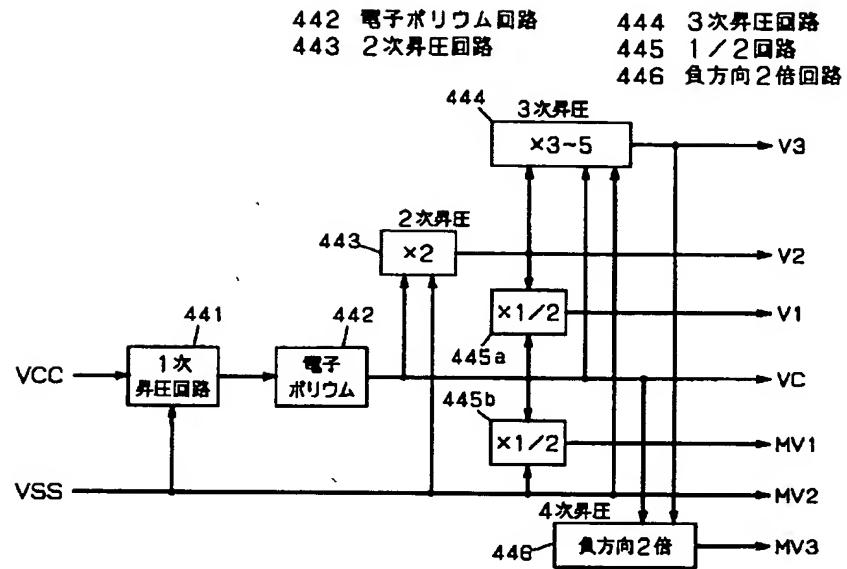 442 電子ポリウム回路
443 2次昇圧回路
444 3次昇圧回路
445 1/2回路
446 負方向2倍回路
444
3次昇圧
×3~5
V3
2次昇圧
443
×2
V2
×1/2
V1
445a
441
442
1次
昇圧回路
電子
ポリウム
VCC
VC
445b
×1/2
MV1
VSS
MV2
4次昇圧
446
負方向2倍
MV3